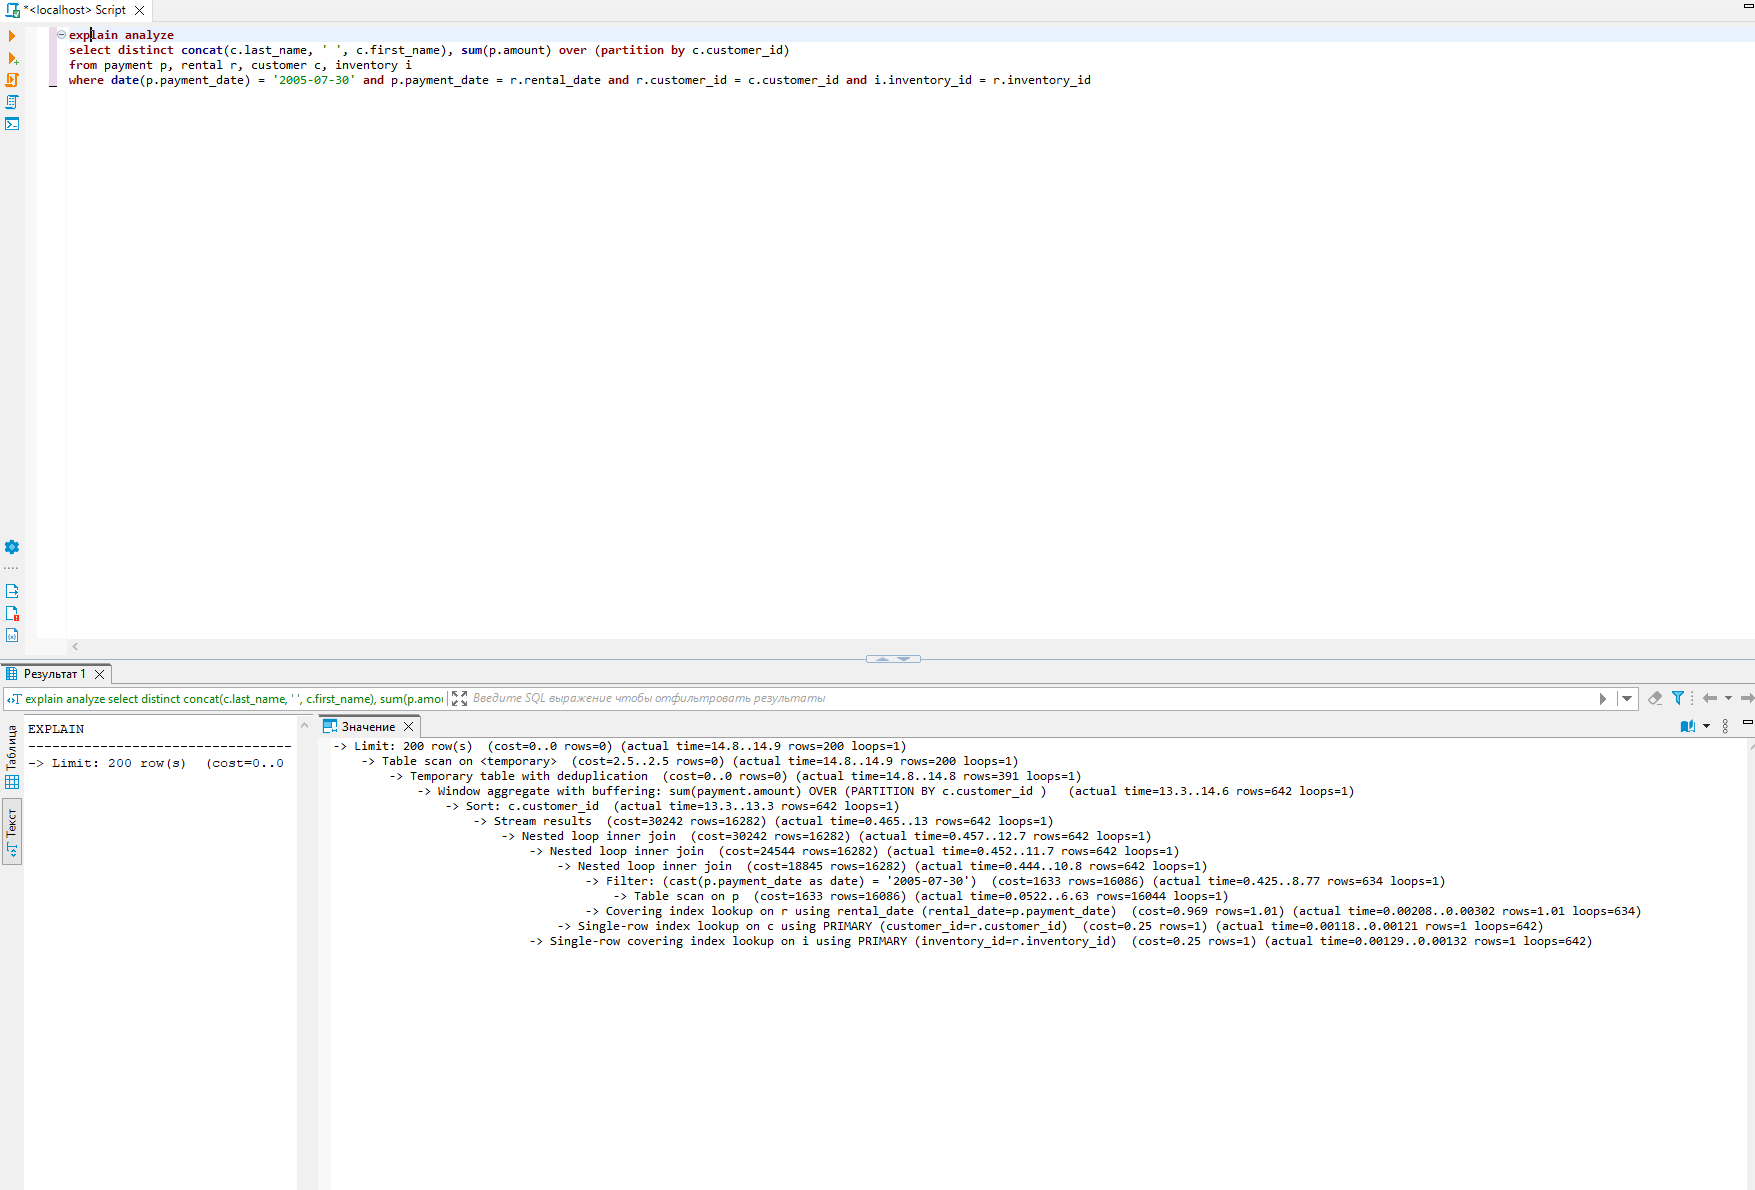 *<localhost> Script
explain analyze
select distinct concat(c.last_name, ' ', c.first_name), sum(p.amount) over (partition by c.customer_id)
from payment p, rental r, customer c, inventory i
where date(p.payment_date) = '2005-07-30' and p.payment_date = r.rental_date and r.customer_id = c.customer_id and i.inventory_id = r.inventory_id
Результат 1
explain analyze select distinct concat(c.last_name, ' ', c.first_name), sum(p.amou
Введите SQL выражение чтобы отфильтровать результаты
Таблица
Текст
EXPLAIN
---------------------------------
-> Limit: 200 row(s)  (cost=0..0
Значение
-> Limit: 200 row(s)  (cost=0..0 rows=0) (actual time=14.8..14.9 rows=200 loops=1)
-> Table scan on <temporary>  (cost=2.5..2.5 rows=0) (actual time=14.8..14.9 rows=200 loops=1)
-> Temporary table with deduplication  (cost=0..0 rows=0) (actual time=14.8..14.8 rows=391 loops=1)
-> Window aggregate with buffering: sum(payment.amount) OVER (PARTITION BY c.customer_id )   (actual time=13.3..14.6 rows=642 loops=1)
-> Sort: c.customer_id  (actual time=13.3..13.3 rows=642 loops=1)
-> Stream results  (cost=30242 rows=16282) (actual time=0.465..13 rows=642 loops=1)
-> Nested loop inner join  (cost=30242 rows=16282) (actual time=0.457..12.7 rows=642 loops=1)
-> Nested loop inner join  (cost=24544 rows=16282) (actual time=0.452..11.7 rows=642 loops=1)
-> Nested loop inner join  (cost=18845 rows=16282) (actual time=0.444..10.8 rows=642 loops=1)
-> Filter: (cast(p.payment_date as date) = '2005-07-30')  (cost=1633 rows=16086) (actual time=0.425..8.77 rows=634 loops=1)
-> Table scan on p  (cost=1633 rows=16086) (actual time=0.0522..6.63 rows=16044 loops=1)
-> Covering index lookup on r using rental_date (rental_date=p.payment_date)  (cost=0.969 rows=1.01) (actual time=0.00208..0.00302 rows=1.01 loops=634)
-> Single-row index lookup on c using PRIMARY (customer_id=r.customer_id)  (cost=0.25 rows=1) (actual time=0.00118..0.00121 rows=1 loops=642)
-> Single-row covering index lookup on i using PRIMARY (inventory_id=r.inventory_id)  (cost=0.25 rows=1) (actual time=0.00129..0.00132 rows=1 loops=642)